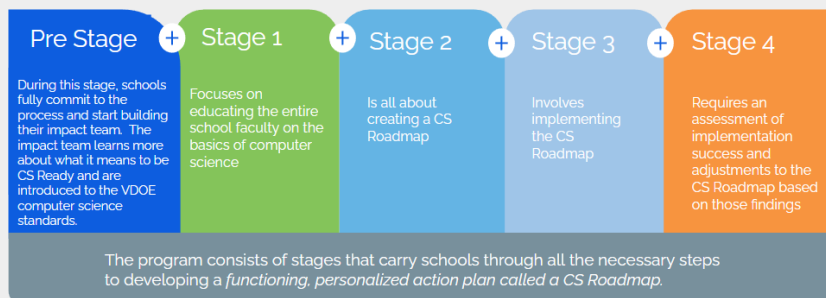 Pre Stage
During this stage, schools
fully commit to the
process and start building
their impact team. The
impact team learns more
about what it means to be
CS Ready and are
introduced to the VDOE
computer science
standards.
+
Stage 1
Focuses on
educating the entire
school faculty on the
basics of computer
science
+
Stage 2
Is all about
creating a CS
Roadmap
+
Stage 3
Involves
implementing
the CS
Roadmap
+
Stage 4
Requires an
assessment of
implementation
success and
adjustments to the
CS Roadmap based
on those findings
The program consists of stages that carry schools through all the necessary steps
to developing a functioning, personalized action plan called a CS Roadmap.